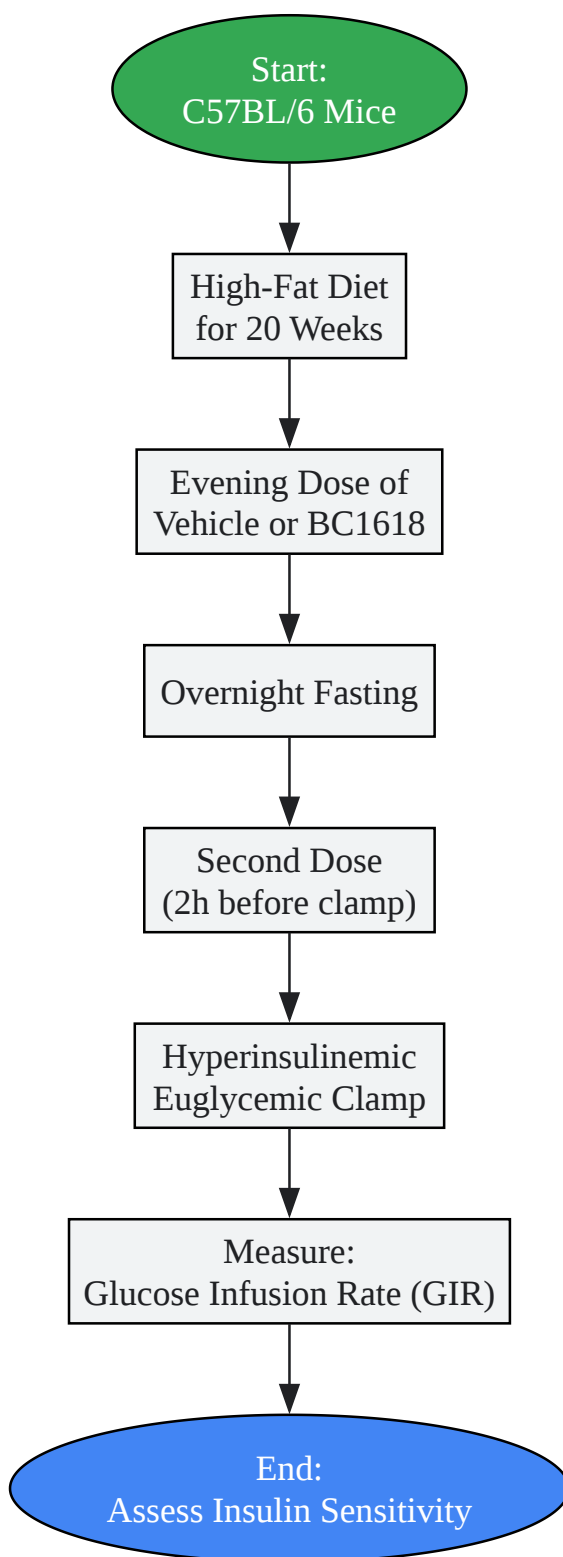 Start:
C57BL/6 Mice
High-Fat Diet
for 20 Weeks
Evening Dose of
Vehicle or BC1618
Overnight Fasting
Second Dose
(2h before clamp)
Hyperinsulinemic
Euglycemic Clamp
Measure:
Glucose Infusion Rate (GIR)
End:
Assess Insulin Sensitivity